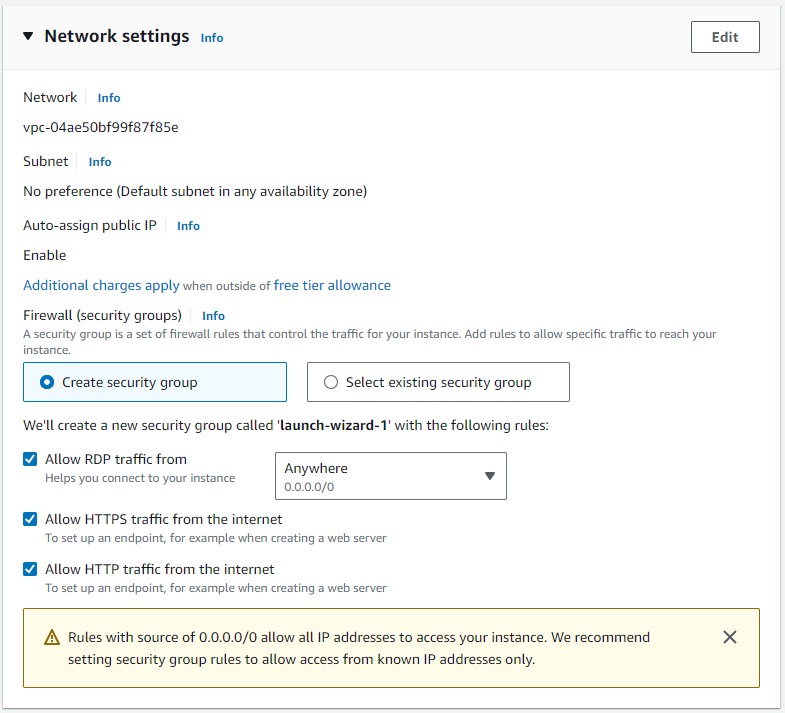 Network settings Info
Edit
Network Info
vpc-04ae50bf99f87f85e
Subnet Info
No preference (Default subnet in any availability zone)
Auto-assign public IP Info
Enable
Additional charges apply when outside of free tier allowance
Firewall (security groups) Info
A security group is a set of firewall rules that control the traffic for your instance. Add rules to allow specific traffic to reach your
instance.
Create security group
Select existing security group
We'll create a new security group called 'launch-wizard-1' with the following rules:
Allow RDP traffic from
Helps you connect to your instance
Anywhere
0.0.0.0/0
Allow HTTPS traffic from the internet
To set up an endpoint, for example when creating a web server
Allow HTTP traffic from the internet
To set up an endpoint, for example when creating a web server
Rules with source of 0.0.0.0/0 allow all IP addresses to access your instance. We recommend
setting security group rules to allow access from known IP addresses only.